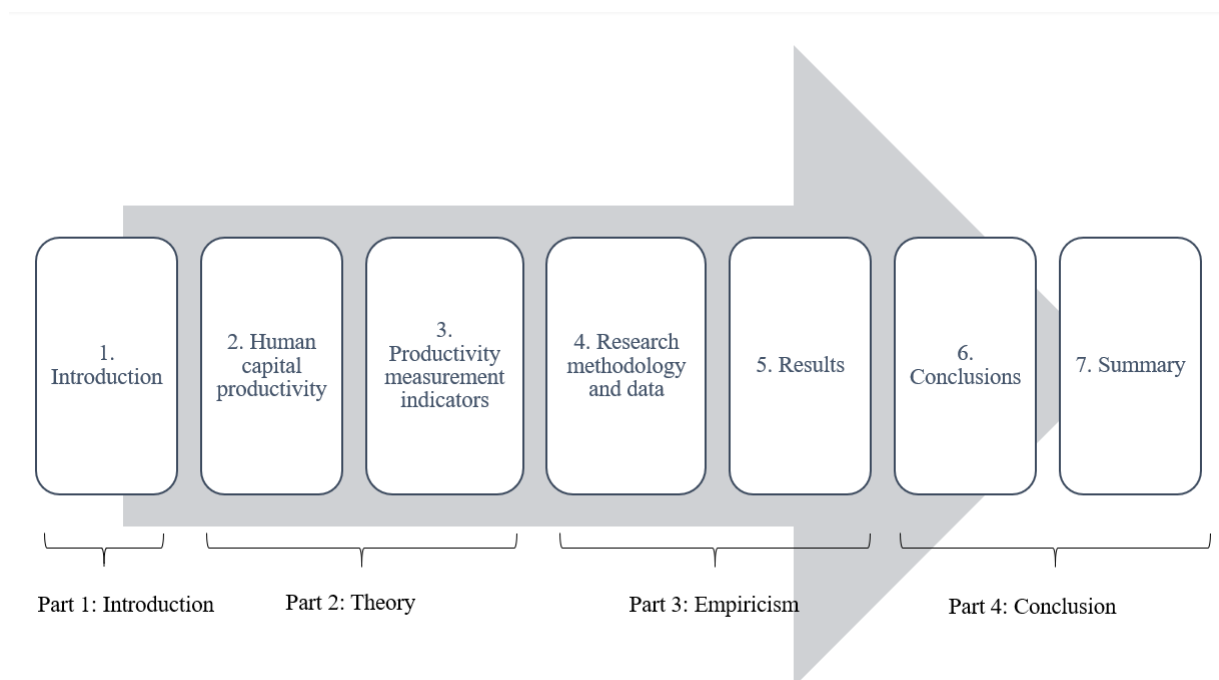 1.
Introduction
2. Human
capital
productivity
3.
Productivity
measurement
indicators
4. Research
methodology
and data
5. Results
6.
Conclusions
7. Summary
Part 1: Introduction
Part 2: Theory
Part 3: Empiricism
Part 4: Conclusion